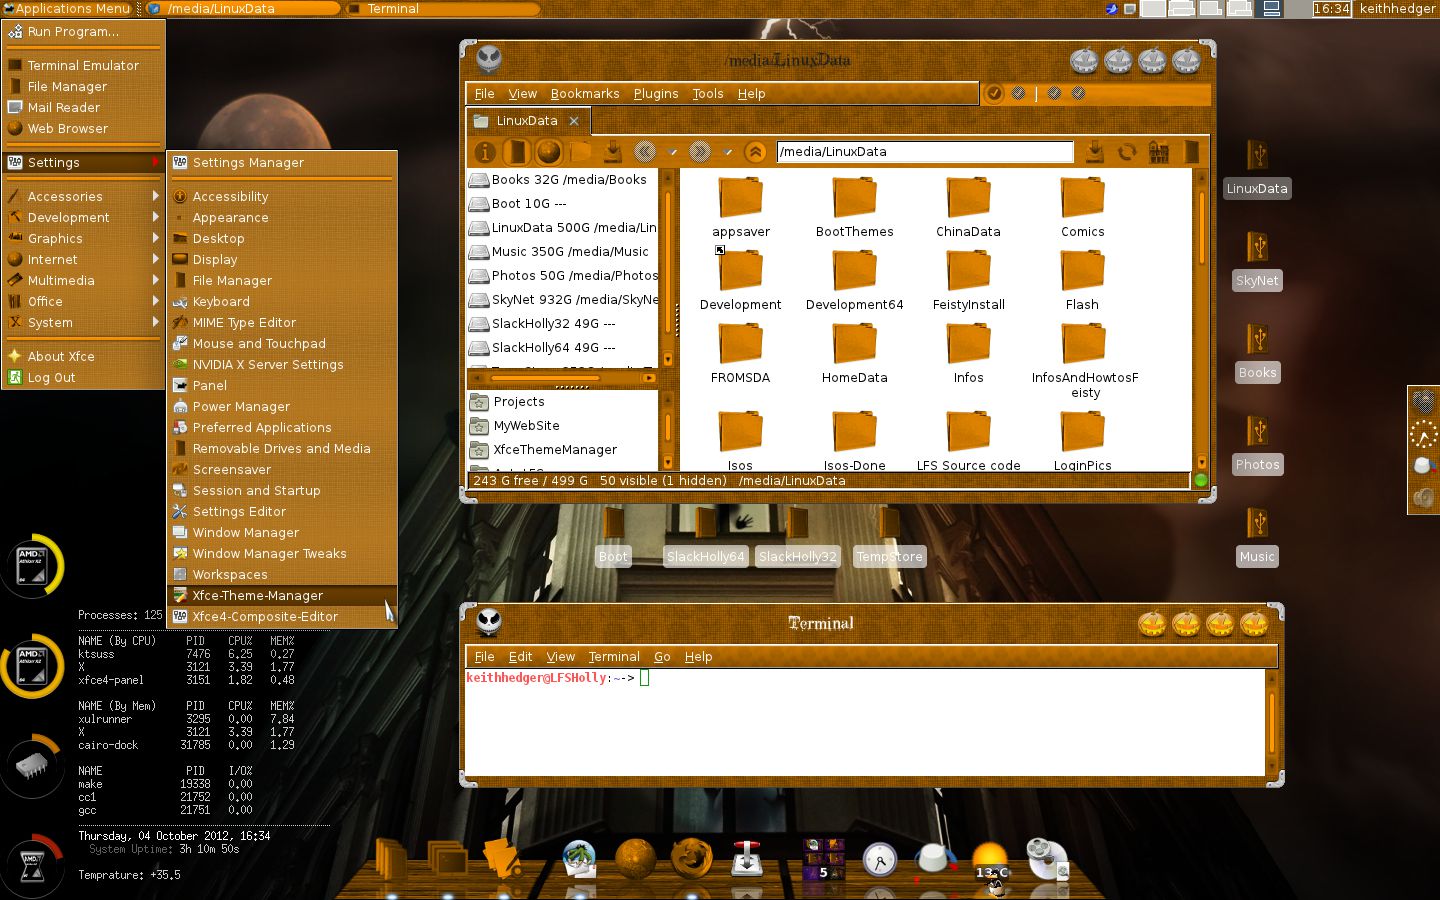 Applications Menu
/media/LinuxData
Terminal
16:34
keithhedger
Run Program...
Terminal Emulator
File Manager
Mail Reader
Web Browser
Settings
Accessories
Development
Graphics
Internet
Multimedia
Office
System
About Xfce
Log Out
Settings Manager
Accessibility
Appearance
Desktop
Display
File Manager
Keyboard
MIME Type Editor
Mouse and Touchpad
NVIDIA X Server Settings
Panel
Power Manager
Preferred Applications
Removable Drives and Media
Screensaver
Session and Startup
Settings Editor
Window Manager
Window Manager Tweaks
Workspaces
Xfce-Theme-Manager
Xfce4-Composite-Editor
/media/LinuxData
File View Bookmarks Plugins Tools Help
LinuxData
/media/LinuxData
Books 32G /media/Books
Boot 10G ---
LinuxData 500G /media/Lin
Music 350G /media/Music
Photos 50G /media/Photos
SkyNet 932G /media/SkyNe
SlackHolly32 49G ---
SlackHolly64 49G ---
Projects
MyWebSite
XfceThemeManager
appsaver BootThemes ChinaData Comics
Development Development64 FeistyInstall Flash
FROMSDA HomeData Infos InfosAndHowtosF
eisty
Isos Isos-Done LFS Source code LoginPics
243 G free / 499 G 50 visible (1 hidden) /media/LinuxData
LinuxData
SkyNet
Books
Photos
Music
Boot SlackHolly64 SlackHolly32 TempStore
Terminal
File Edit View Terminal Go Help
keithhedger@LFSHolly:~->
AMD
AMD
AMD
Processes: 125
NAME (By CPU) PID CPU% MEM%
ktsuss 7476 6.25 0.27
X 3121 3.39 1.77
xfce4-panel 3151 1.82 0.48
NAME (By Mem) PID CPU% MEM%
xulrunner 3295 0.00 7.84
X 3121 3.39 1.77
cairo-dock 31785 0.00 1.29
NAME PID I/O%
make 19338 0.00
cc1 21752 0.00
gcc 21751 0.00
Thursday, 04 October 2012, 16:34
System Uptime: 3h 10m 50s
Temprature: +35.5
5
13°C